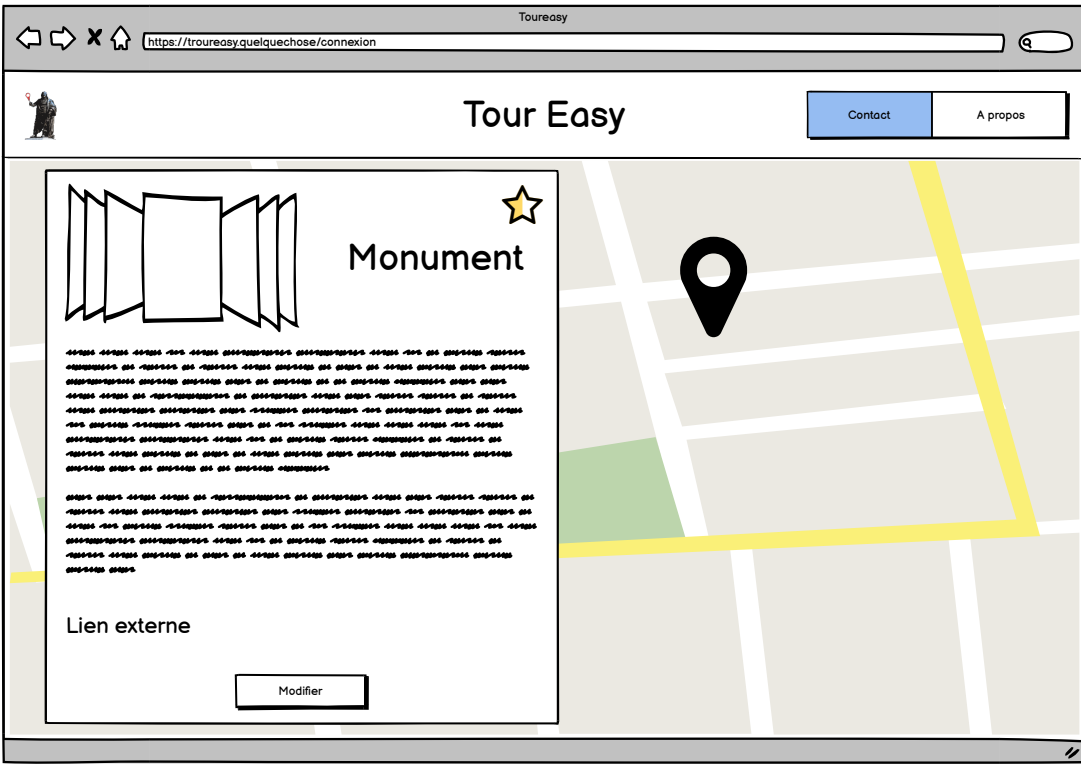 Toureasy
https://troureasy.quelquechose/connexion
Tour Easy
Contact
A propos
Monument
Lien externe
Modifier